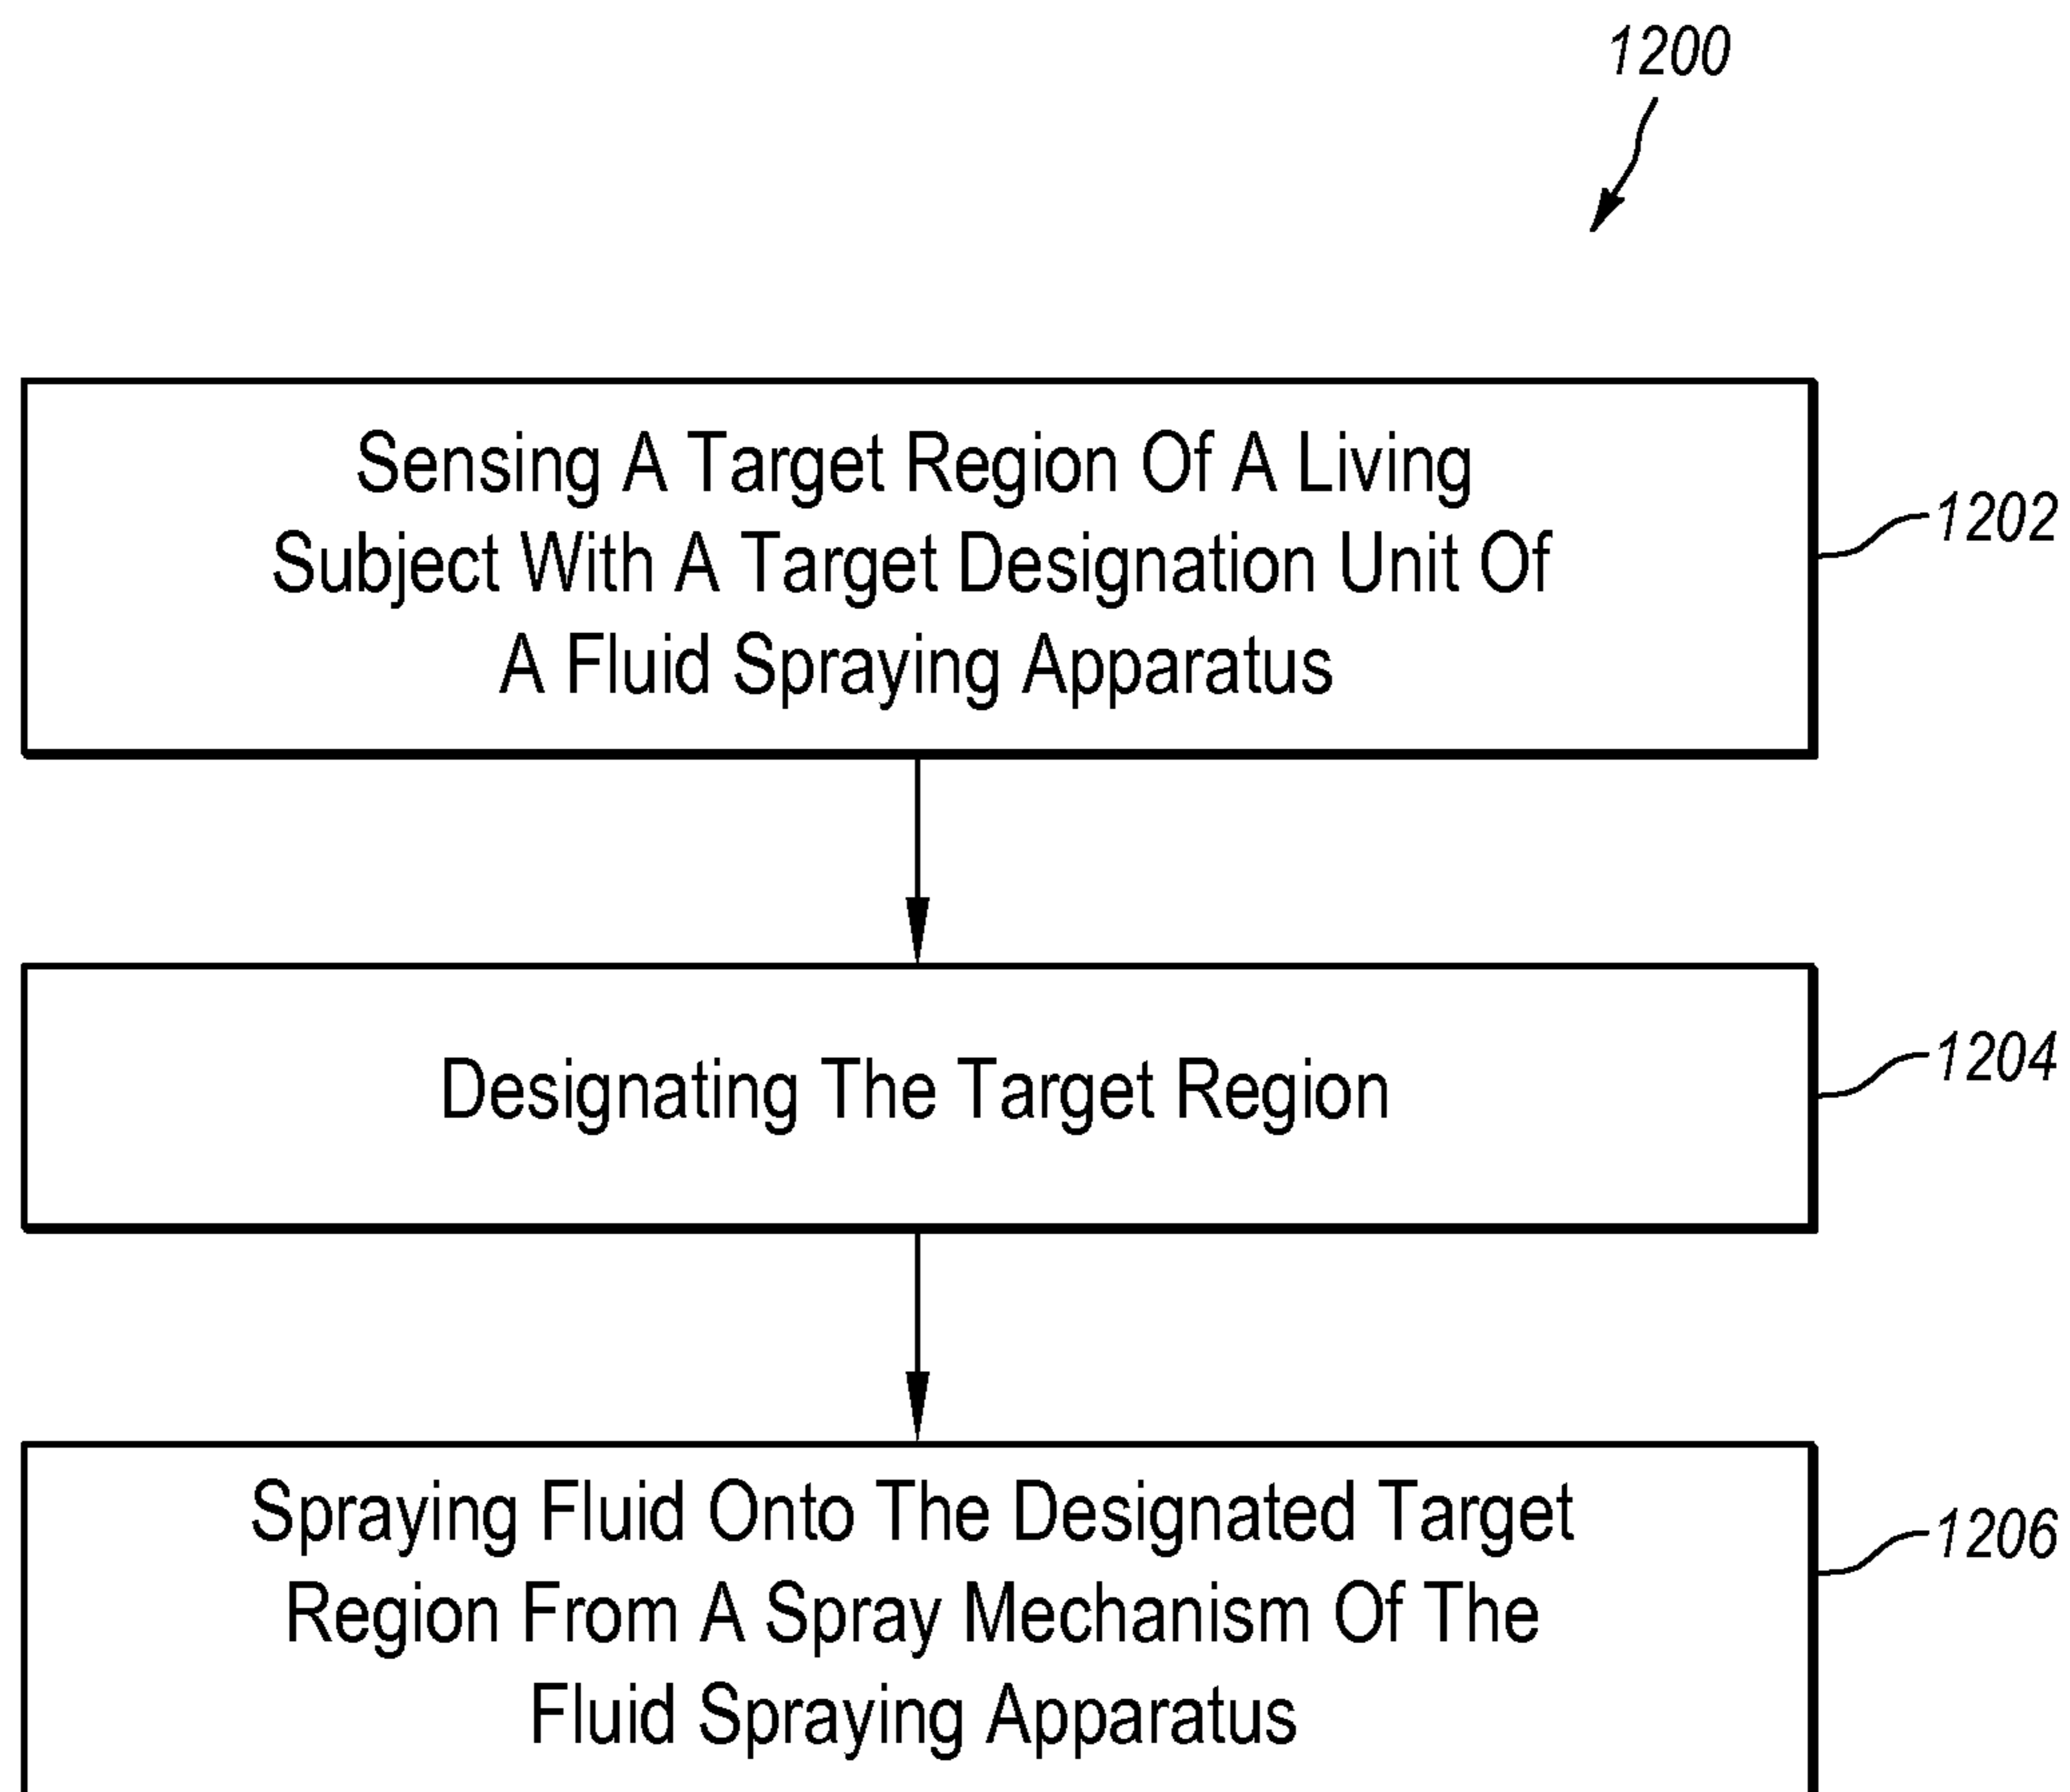 1200
Sensing A Target Region Of A Living
Subject With A Target Designation Unit Of
A Fluid Spraying Apparatus
1202
Designating The Target Region
1204
Spraying Fluid Onto The Designated Target
Region From A Spray Mechanism Of The
Fluid Spraying Apparatus
1206